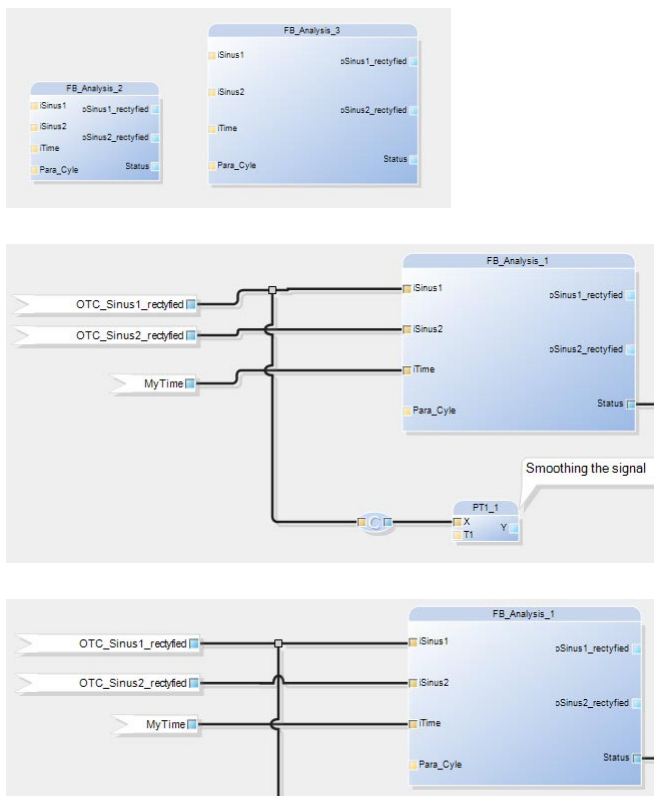 FB_Analysis_3
iSinus1
oSinus1_rectyfied
iSinus2
oSinus2_rectyfied
iTime
Para_Cyle
Status
FB_Analysis_2
iSinus1
oSinus1_rectyfied
iSinus2
oSinus2_rectyfied
iTime
Para_Cyle
Status
FB_Analysis_1
OTC_Sinus1_rectyfied
iSinus1
oSinus1_rectyfied
OTC_Sinus2_rectyfied
iSinus2
oSinus2_rectyfied
MyTime
iTime
Para_Cyle
Status
Smoothing the signal
PT1_1
C
X
Y
T1
FB_Analysis_1
OTC_Sinus1_rectyfied
iSinus1
oSinus1_rectyfied
OTC_Sinus2_rectyfied
iSinus2
oSinus2_rectyfied
MyTime
iTime
Para_Cyle
Status